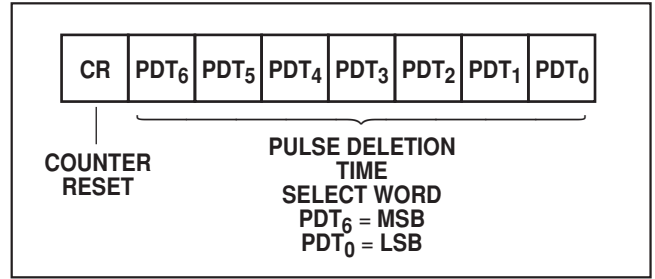 CR PDT6 PDT5 PDT4 PDT3 PDT2 PDT1 PDT0
COUNTER
RESET
PULSE DELETION
TIME
SELECT WORD
PDT6 = MSB
PDT0 = LSB